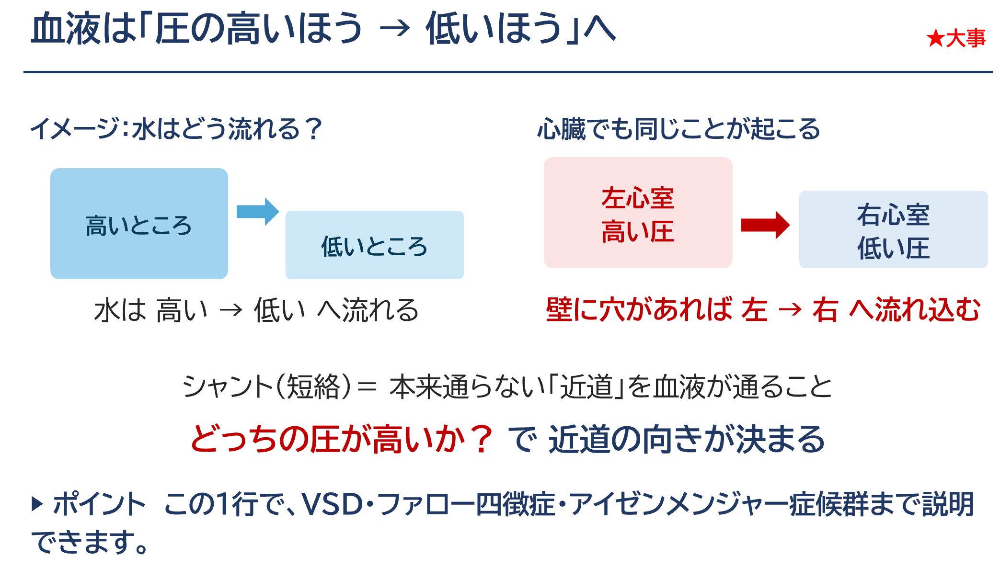 血液は「圧の高いほう → 低いほう」へ
★大事
イメージ：水はどう流れる？
高いところ
低いところ
水は 高い → 低い へ流れる
心臓でも同じことが起こる
左心室
高い圧
右心室
低い圧
壁に穴があれば 左 → 右 へ流れ込む
シャント（短絡）＝ 本来通らない「近道」を血液が通ること
どっちの圧が高いか？ で 近道の向きが決まる
▶ ポイント　この1行で、VSD・ファロー四徴症・アイゼンメンジャー症候群まで説明
できます。